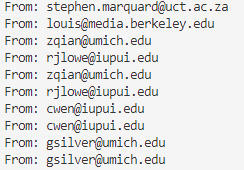 From: stephen.marquard@uct.ac.za
From: louis@media.berkeley.edu
From: zqian@umich.edu
From: rjlowe@iupui.edu
From: zqian@umich.edu
From: rjlowe@iupui.edu
From: cwen@iupui.edu
From: cwen@iupui.edu
From: gsilver@umich.edu
From: gsilver@umich.edu